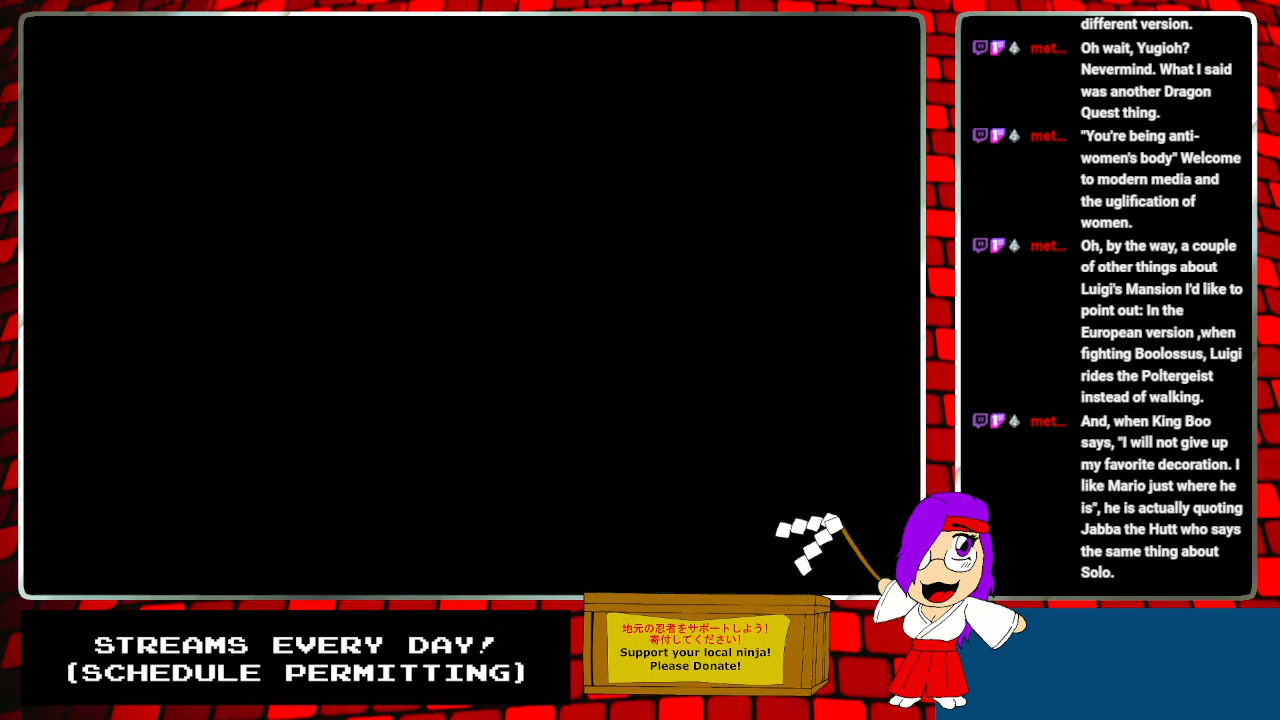 different version.
met... Oh wait, Yugioh?
Nevermind. What I said
was another Dragon
Quest thing.
met... "You're being anti-
women's body" Welcome
to modern media and
the uglification of
women.
met... Oh, by the way, a couple
of other things about
Luigi's Mansion I'd like to
point out: In the
European version ,when
fighting Boolossus, Luigi
rides the Poltergeist
instead of walking.
met... And, when King Boo
says, "I will not give up
my favorite decoration. I
like Mario just where he
is", he is actually quoting
Jabba the Hutt who says
the same thing about
Solo.
STREAMS EVERY DAY!
(SCHEDULE PERMITTING)
地元の忍者をサポートしよう!
寄付してください!
Support your local ninja!
Please Donate!